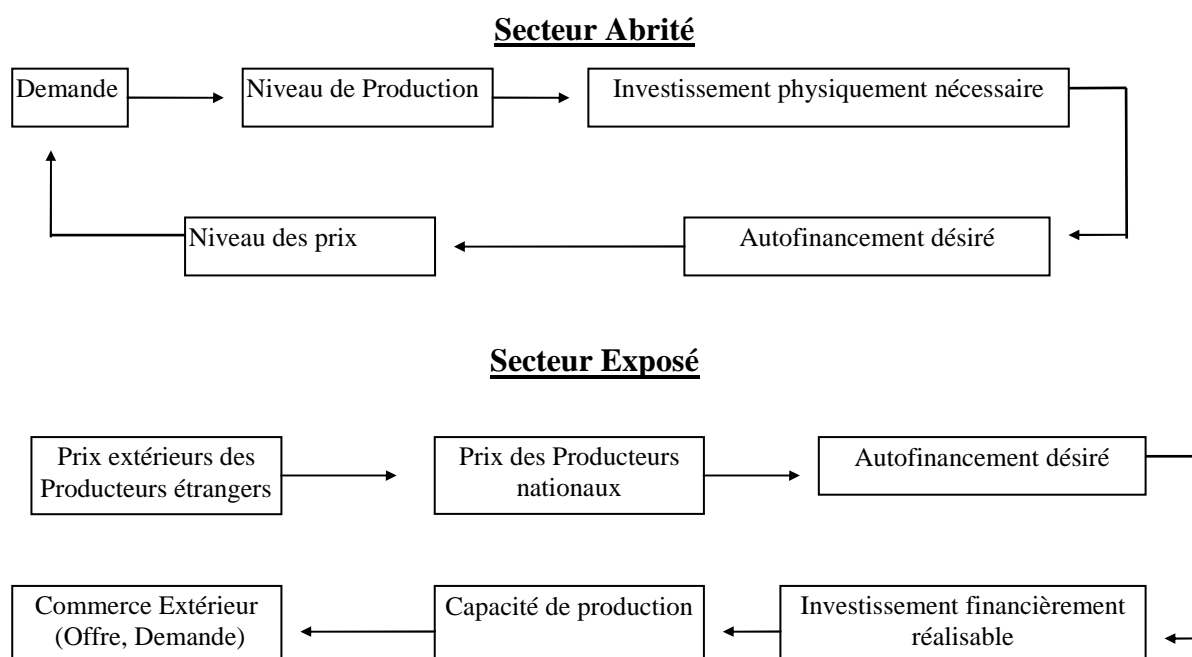 Secteur Abrité
Demande
Niveau de Production
Investissement physiquement nécessaire
Niveau des prix
Autofinancement désiré
Secteur Exposé
Prix extérieurs des
Producteurs étrangers
Prix des Producteurs
nationaux
Autofinancement désiré
Commerce Extérieur
(Offre, Demande)
Capacité de production
Investissement financièrement
réalisable